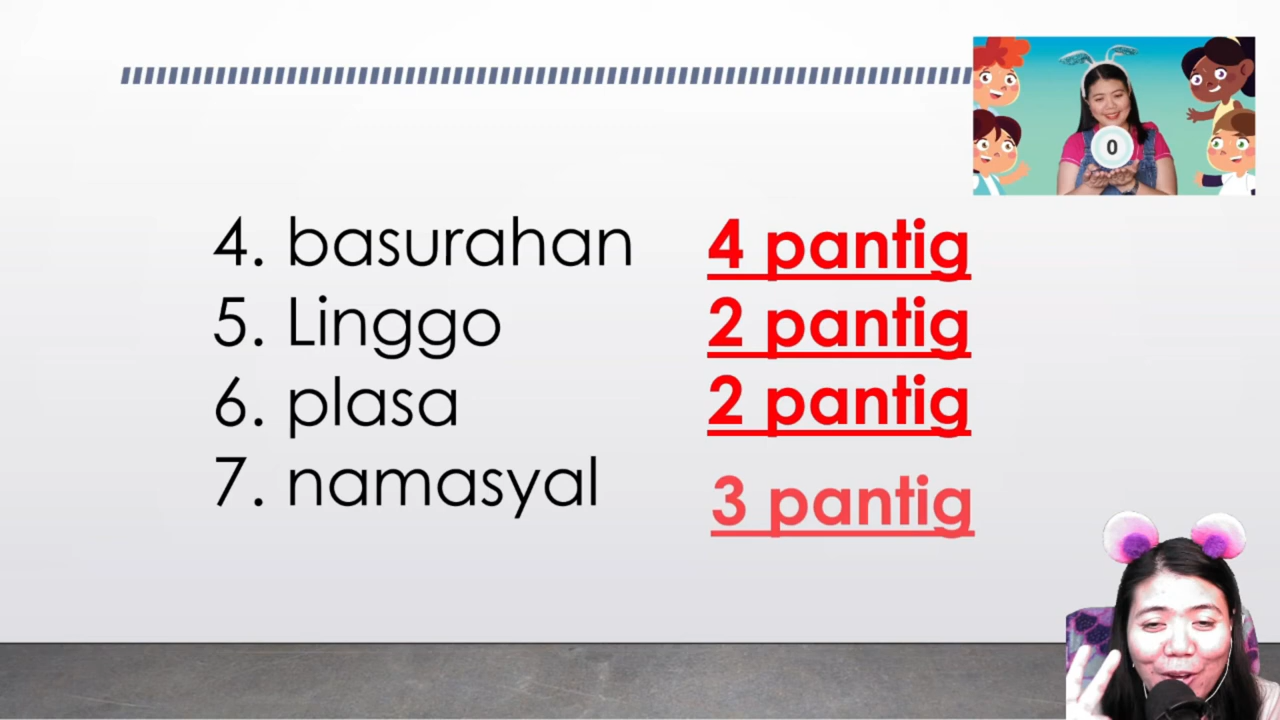 0
4. basurahan 4 pantig
5. Linggo 2 pantig
6. plasa 2 pantig
7. namasyal 3 pantig